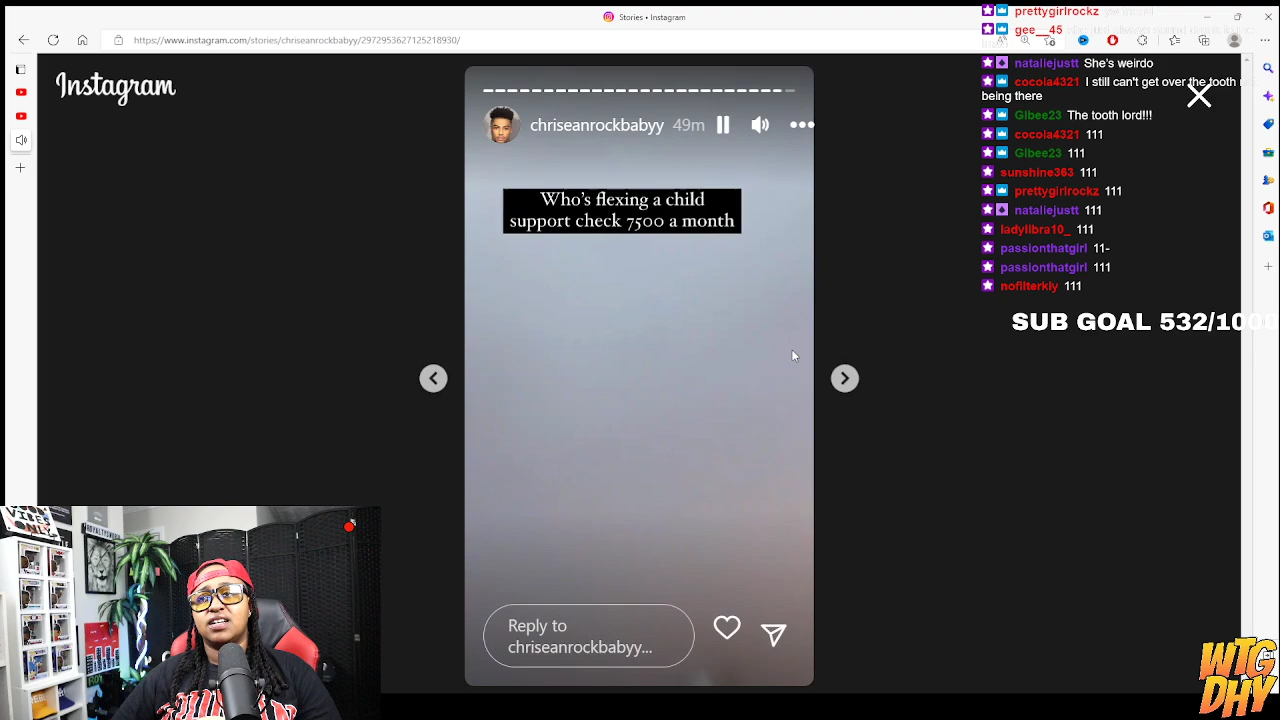 Stories • Instagram
https://www.instagram.com/stories/chriseanrockbabyy/2972953627125218930/
Instagram
chriseanrockbabyy 49m
Who's flexing a child
support check 7500 a month
Reply to
chriseanrockbabyy...
prettygirlrockz
gee__45
nataliejustt She's weirdo
cocoia4321 I still can't get over the tooth
being there
Glbee23 The tooth lord!!!
cocoia4321 111
Glbee23 111
sunshine363 111
prettygirlrockz 111
nataliejustt 111
ladylibra10_ 111
passionthatgirl 11-
passionthatgirl 111
nofilterkly 111
SUB GOAL 532/1000
WTG
DHY